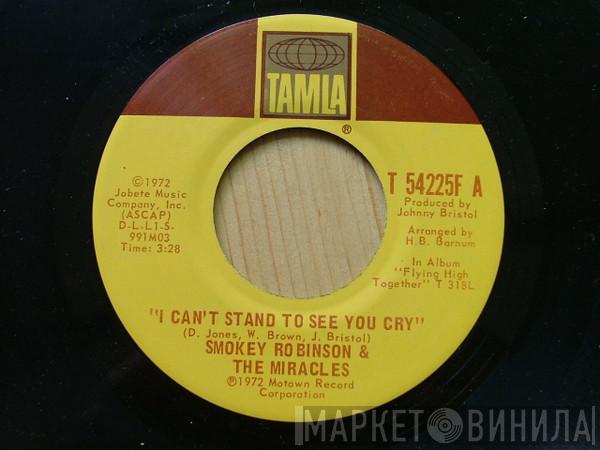 TAMLA
®
©1972
Jobete Music
Company, Inc.
(ASCAP)
D-L-L1-S-
991M03
Time: 3:28
T 54225F A
Produced by
Johnny Bristol
Arranged by
H.B. Barnum
In Album
"Flying High
Together" T 318L
"I CAN'T STAND TO SEE YOU CRY"
(D. Jones, W. Brown, J. Bristol)
SMOKEY ROBINSON &
THE MIRACLES
℗1972 Motown Record
Corporation
МАРКЕТ ВИНИЛА